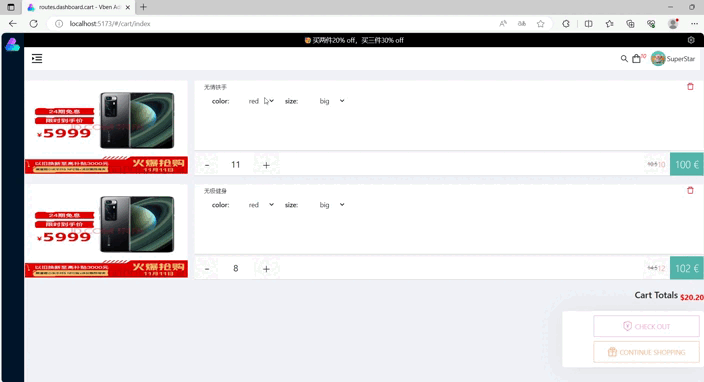 routes.dashboard.cart - Vben Ad
localhost:5173/#/cart/index
买两件20% off，买三件30% off
SuperStar
无情铁手
color: red size: big
24期免息
限时到手价
¥5999
以旧换新至高补贴3000元
火爆抢购
11月11日
- 11 +
100 €
无极健身
color: red size: big
24期免息
限时到手价
¥5999
以旧换新至高补贴3000元
火爆抢购
11月11日
- 8 +
102 €
Cart Totals $20.20
CHECK OUT
CONTINUE SHOPPING